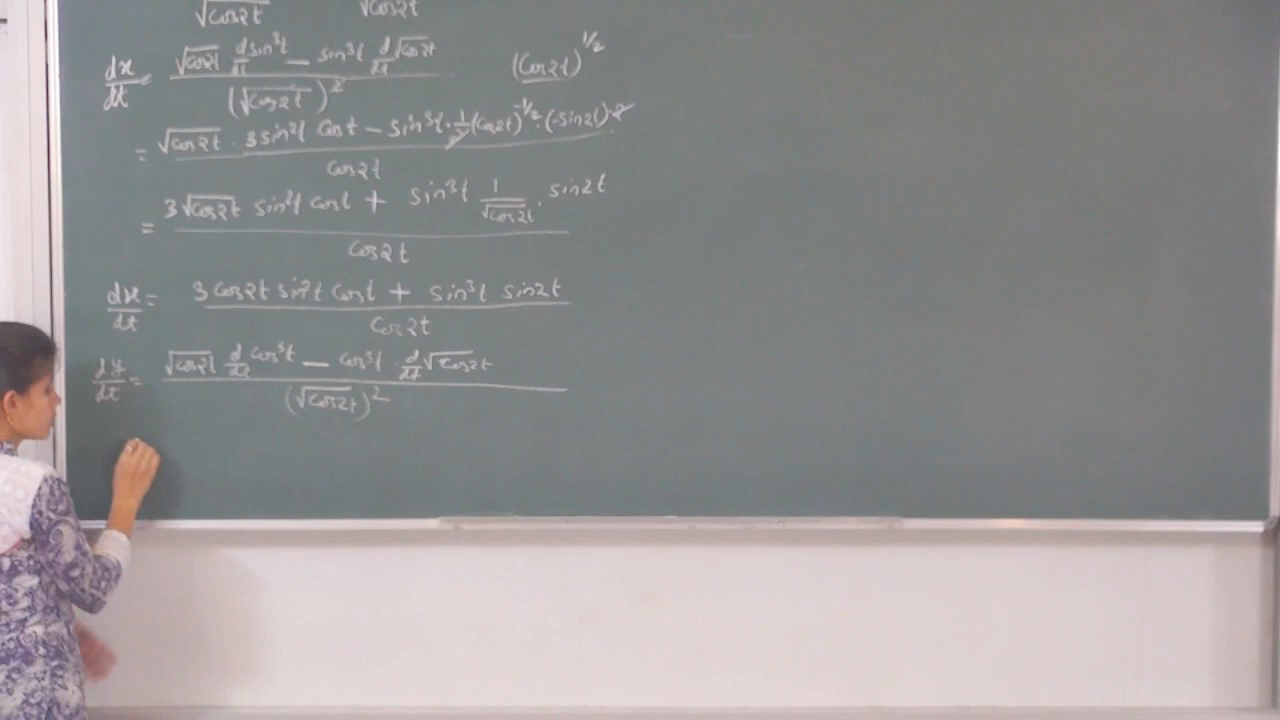 √cos2t √cos2t
dx/dt = (√cos2t d/dt sin³t − sin³t d/dt √cos2t) / (√cos2t)² (cos2t)^1/2
= (√cos2t · 3sin²t cost − sin³t · 1/2 (cos2t)^-1/2 · (-sin2t) · 2) / cos2t
= (3√cos2t sin²t cost + sin³t 1/√cos2t · sin2t) / cos2t
dx/dt = (3cos2t sin²t cost + sin³t sin2t) / cos2t
dy/dt = (√cos2t d/dt cos³t − cos³t · d/dt √cos2t) / (√cos2t)²